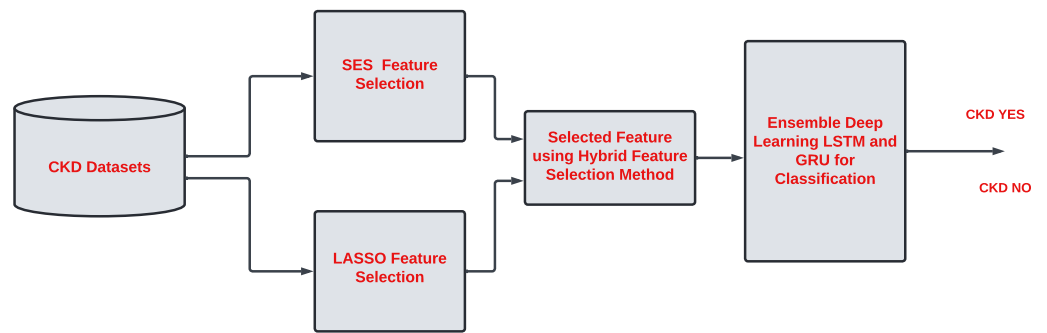 CKD Datasets
SES Feature
Selection
LASSO Feature
Selection
Selected Feature
using Hybrid Feature
Selection Method
Ensemble Deep
Learning LSTM and
GRU for
Classification
CKD YES
CKD NO